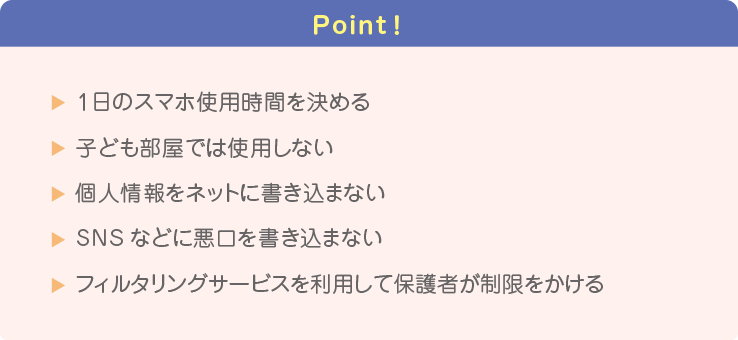 Point！
▶ 1日のスマホ使用時間を決める
▶ 子ども部屋では使用しない
▶ 個人情報をネットに書き込まない
▶ SNSなどに悪口を書き込まない
▶ フィルタリングサービスを利用して保護者が制限をかける